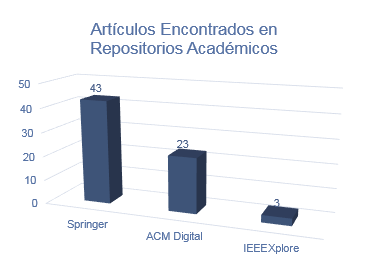 Artículos Encontrados en
Repositorios Académicos
50
40
30
20
10
0
43
23
3
Springer
ACM Digital
IEEEXplore